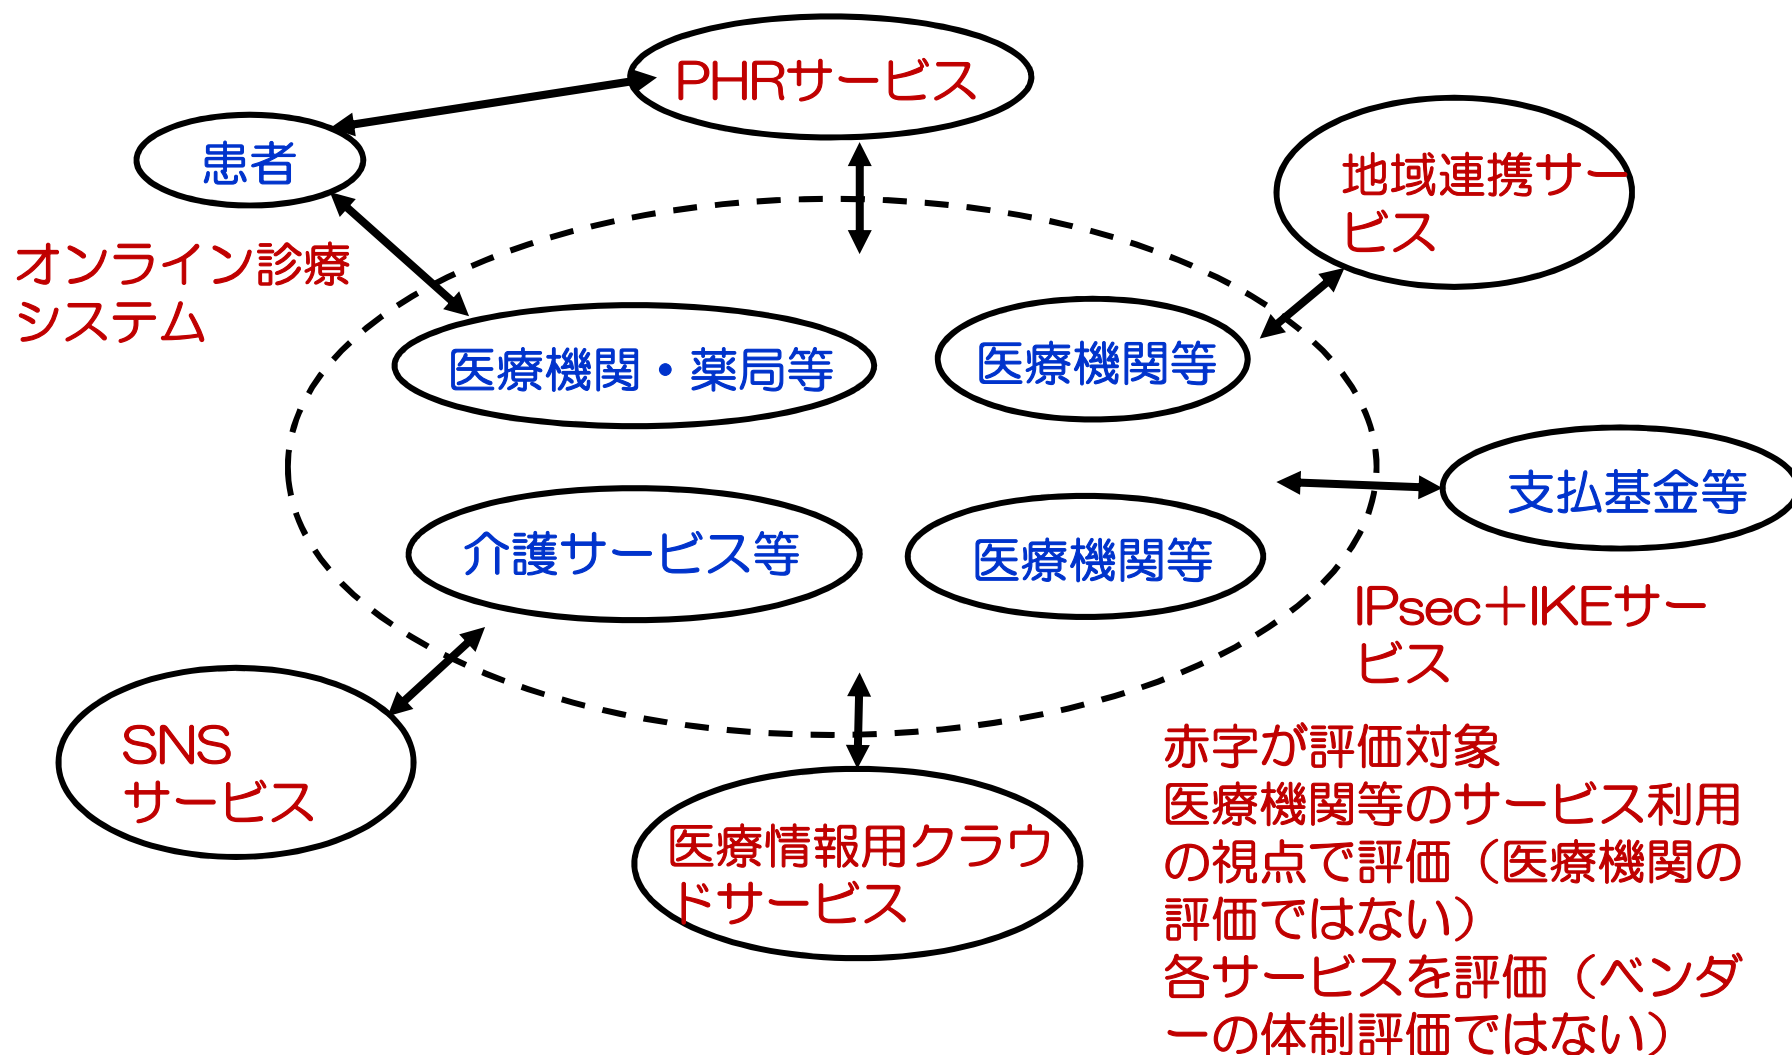 PHRサービス
患者
地域連携サー
ビス
オンライン診療
システム
医療機関・薬局等
医療機関等
支払基金等
介護サービス等
医療機関等
IPsec＋IKEサー
ビス
SNS
サービス
医療情報用クラウ
ドサービス
赤字が評価対象
医療機関等のサービス利用
の視点で評価（医療機関の
評価ではない）
各サービスを評価（ベンダ
ーの体制評価ではない）